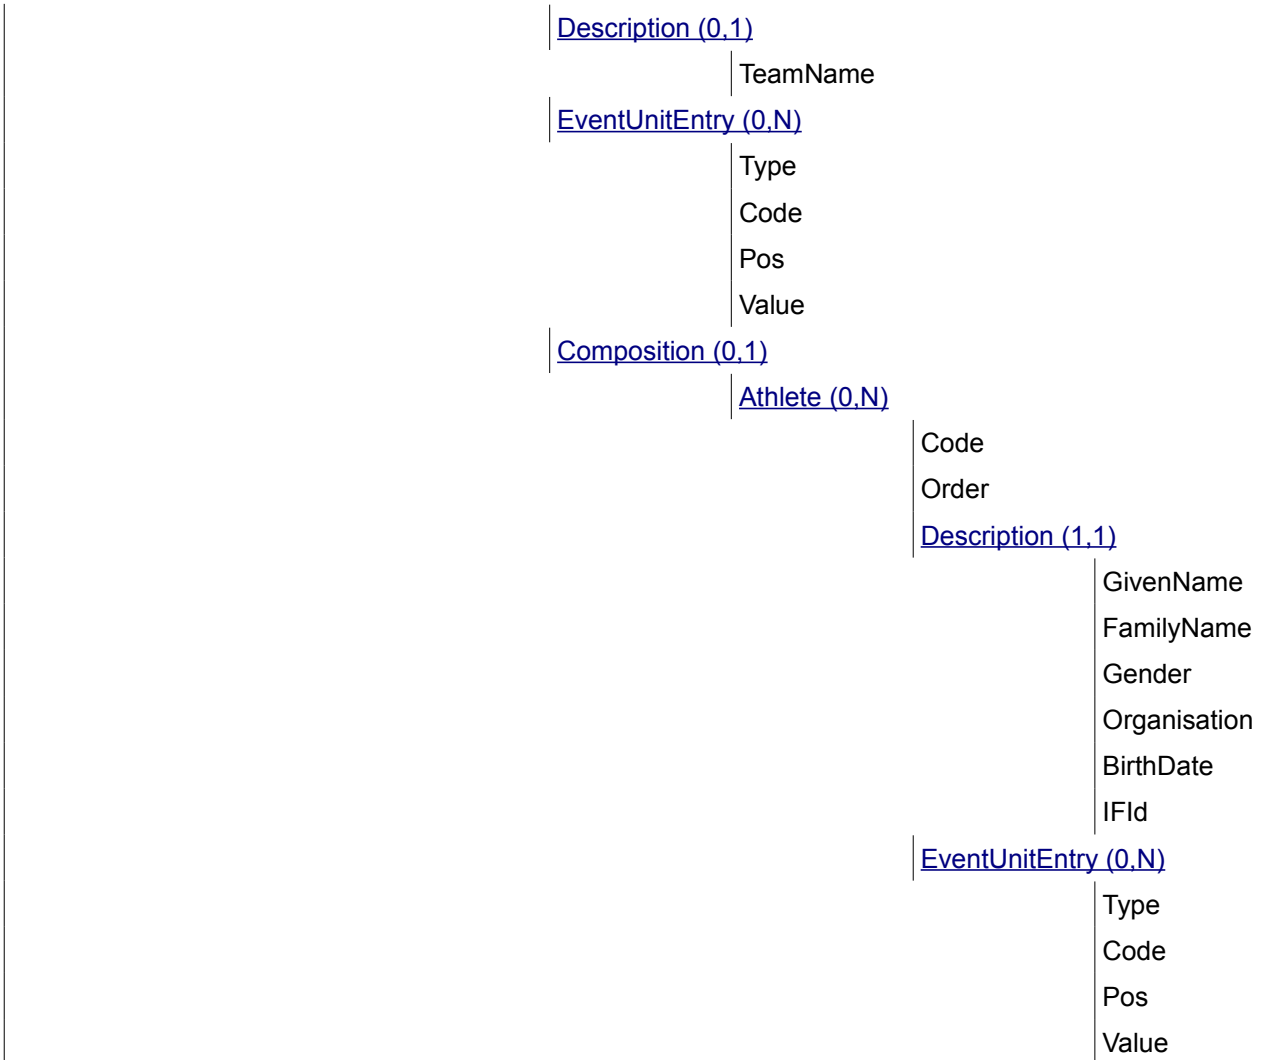 Description (0,1)
TeamName
EventUnitEntry (0,N)
Type
Code
Pos
Value
Composition (0,1)
Athlete (0,N)
Code
Order
Description (1,1)
GivenName
FamilyName
Gender
Organisation
BirthDate
IFId
EventUnitEntry (0,N)
Type
Code
Pos
Value